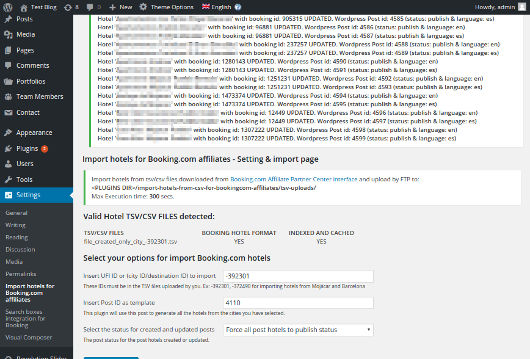 Test Blog 8 0 New Theme Options English Howdy, admin
Posts
Media
Pages
Comments
Portfolios
Team Members
Contact
Appearance
Plugins 1
Users
Tools
Settings
General
Writing
Reading
Discussion
Media
Permalinks
Import hotels for
Booking.com
affiliates
Search boxes
integration for
Booking
Visual Composer
Hotel with booking id: 905315 UPDATED. Wordpress Post id: 4585 (status: publish & language: es)
Hotel with booking id: 96881 UPDATED. Wordpress Post id: 4586 (status: publish & language: en)
Hotel with booking id: 96881 UPDATED. Wordpress Post id: 4587 (status: publish & language: es)
Hotel with booking id: 237257 UPDATED. Wordpress Post id: 4588 (status: publish & language: en)
Hotel with booking id: 237257 UPDATED. Wordpress Post id: 4589 (status: publish & language: es)
Hotel with booking id: 1280143 UPDATED. Wordpress Post id: 4590 (status: publish & language: en)
Hotel with booking id: 1280143 UPDATED. Wordpress Post id: 4591 (status: publish & language: es)
Hotel with booking id: 1251231 UPDATED. Wordpress Post id: 4592 (status: publish & language: en)
Hotel with booking id: 1251231 UPDATED. Wordpress Post id: 4593 (status: publish & language: es)
Hotel with booking id: 1473374 UPDATED. Wordpress Post id: 4594 (status: publish & language: en)
Hotel with booking id: 1473374 UPDATED. Wordpress Post id: 4595 (status: publish & language: es)
Hotel with booking id: 12449 UPDATED. Wordpress Post id: 4596 (status: publish & language: en)
Hotel with booking id: 12449 UPDATED. Wordpress Post id: 4597 (status: publish & language: es)
Hotel with booking id: 1307222 UPDATED. Wordpress Post id: 4598 (status: publish & language: en)
Hotel with booking id: 1307222 UPDATED. Wordpress Post id: 4599 (status: publish & language: es)
Import hotels for Booking.com affiliates - Setting & import page
Import hotels from tsv/csv files downloaded from Booking.com Affiliate Partner Center interface and upload by FTP to:
<PLUGINS DIR>/import-hotels-from-csv-for-bookingcom-affiliates/tsv-uploads/
Max Execution time: 300 secs.
Valid Hotel TSV/CSV FILES detected:
TSV/CSV FILES BOOKING HOTEL FORMAT INDEXED AND CACHED
file_created_only_city_-392301.tsv YES YES
Select your options for import Booking.com hotels
Insert UFI ID or (city ID/destination ID) to import -392301
These IDs must be in the TSV files uploaded by you. Ex: -392301, -372490 for importing hotels from Mojácar and Barcelona
Insert Post ID as template 4110
This plugin will use this post to generate all the hotels from the cities you have selected.
Select the status for created and updated posts Force all post hotels to publish status
The post status for the post hotels created or updated.